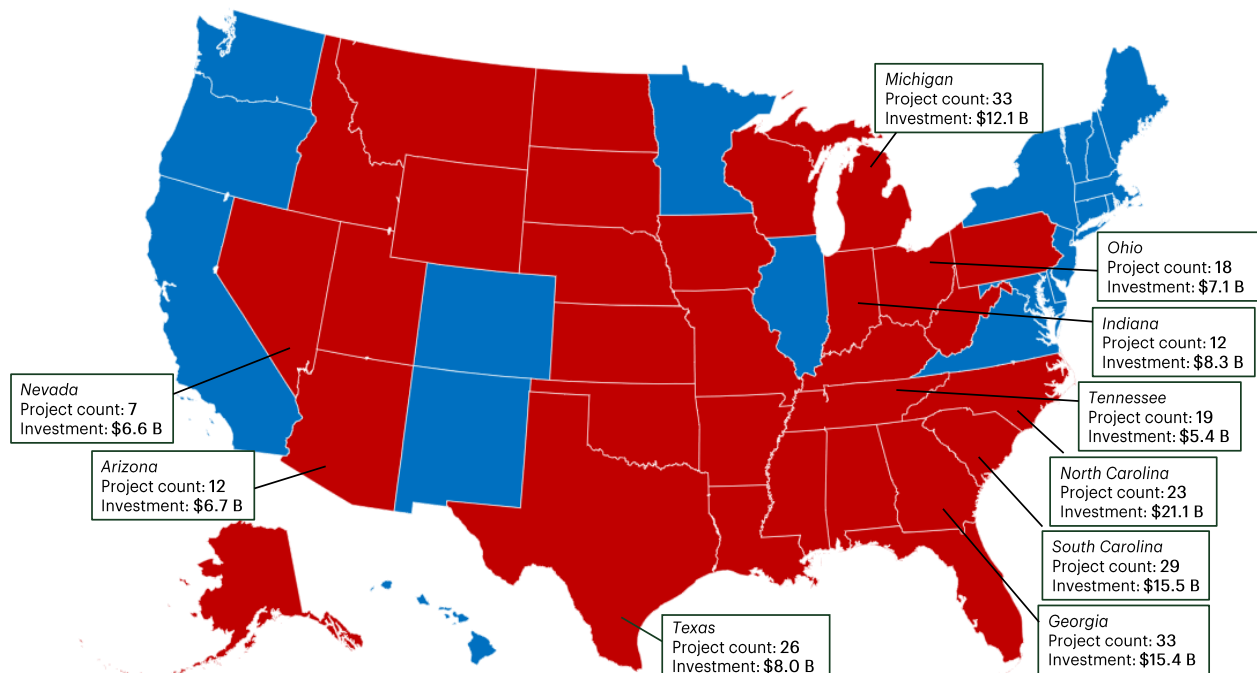 Michigan
Project count: 33
Investment: $12.1 B
Ohio
Project count: 18
Investment: $7.1 B
Indiana
Project count: 12
Investment: $8.3 B
Nevada
Project count: 7
Investment: $6.6 B
Tennessee
Project count: 19
Investment: $5.4 B
Arizona
Project count: 12
Investment: $6.7 B
North Carolina
Project count: 23
Investment: $21.1 B
South Carolina
Project count: 29
Investment: $15.5 B
Georgia
Project count: 33
Investment: $15.4 B
Texas
Project count: 26
Investment: $8.0 B